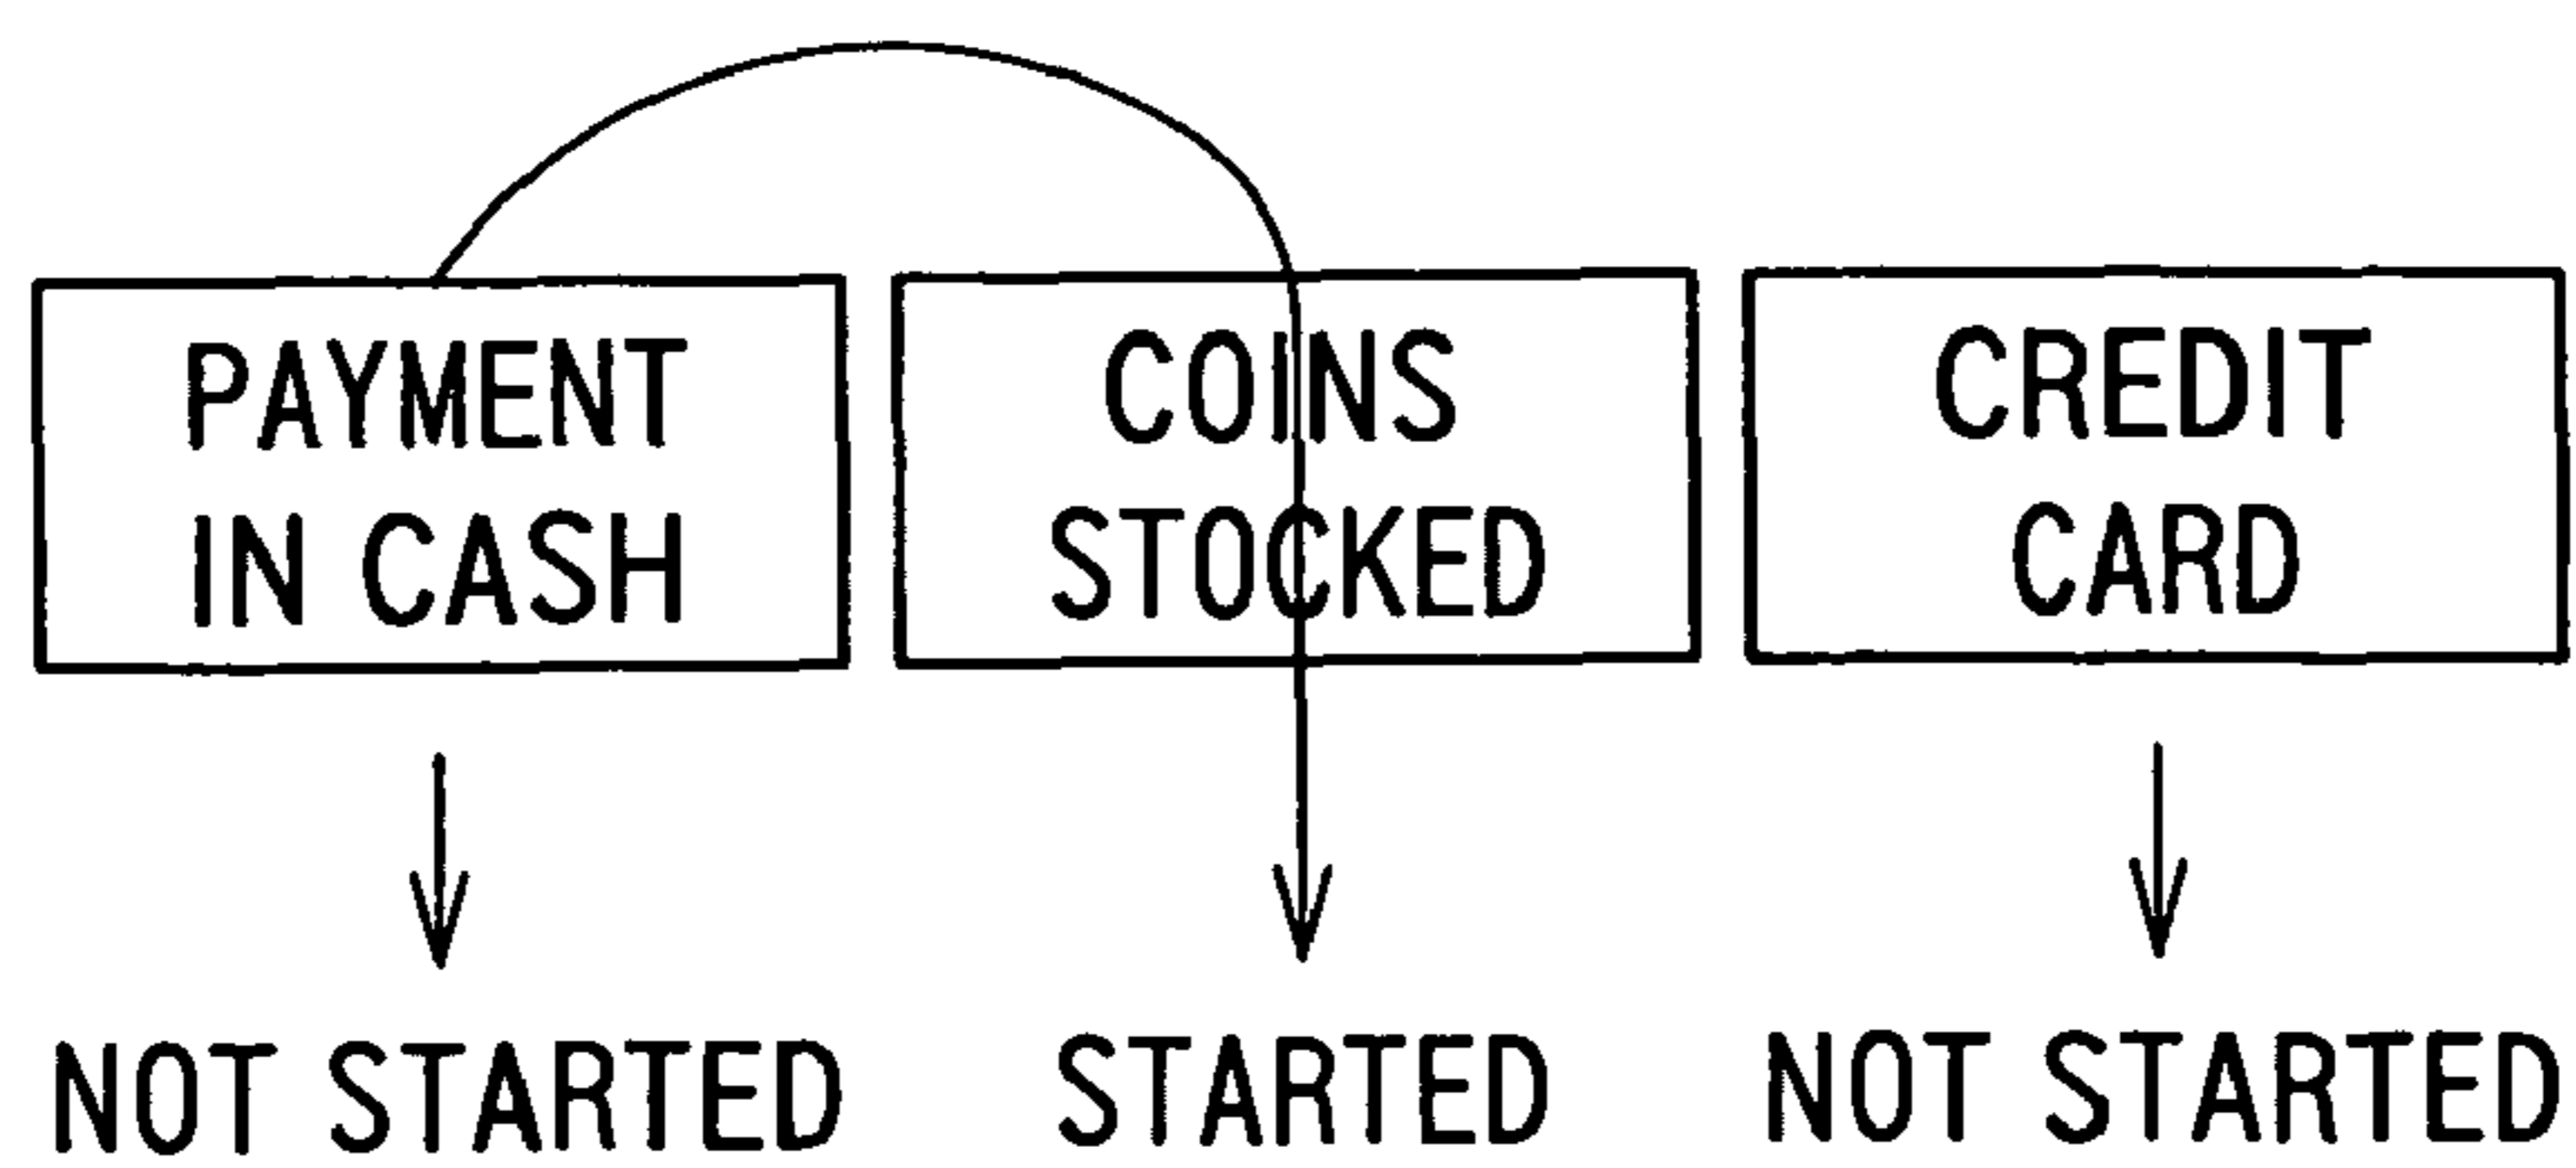 PAYMENT
IN CASH
COINS
STOCKED
CREDIT
CARD
NOT STARTED
STARTED
NOT STARTED